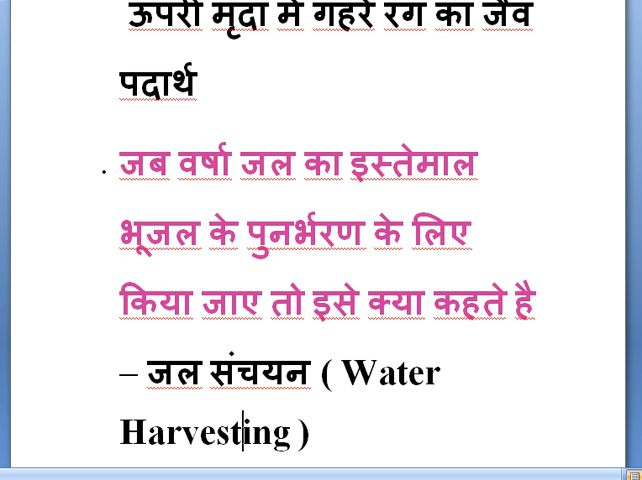 ऊपरी मृदा में गहरे रंग का जैव
पदार्थ
. जब वर्षा जल का इस्तेमाल
भूजल के पुनर्भरण के लिए
किया जाए तो इसे क्या कहते है
– जल संचयन ( Water
Harvesting )